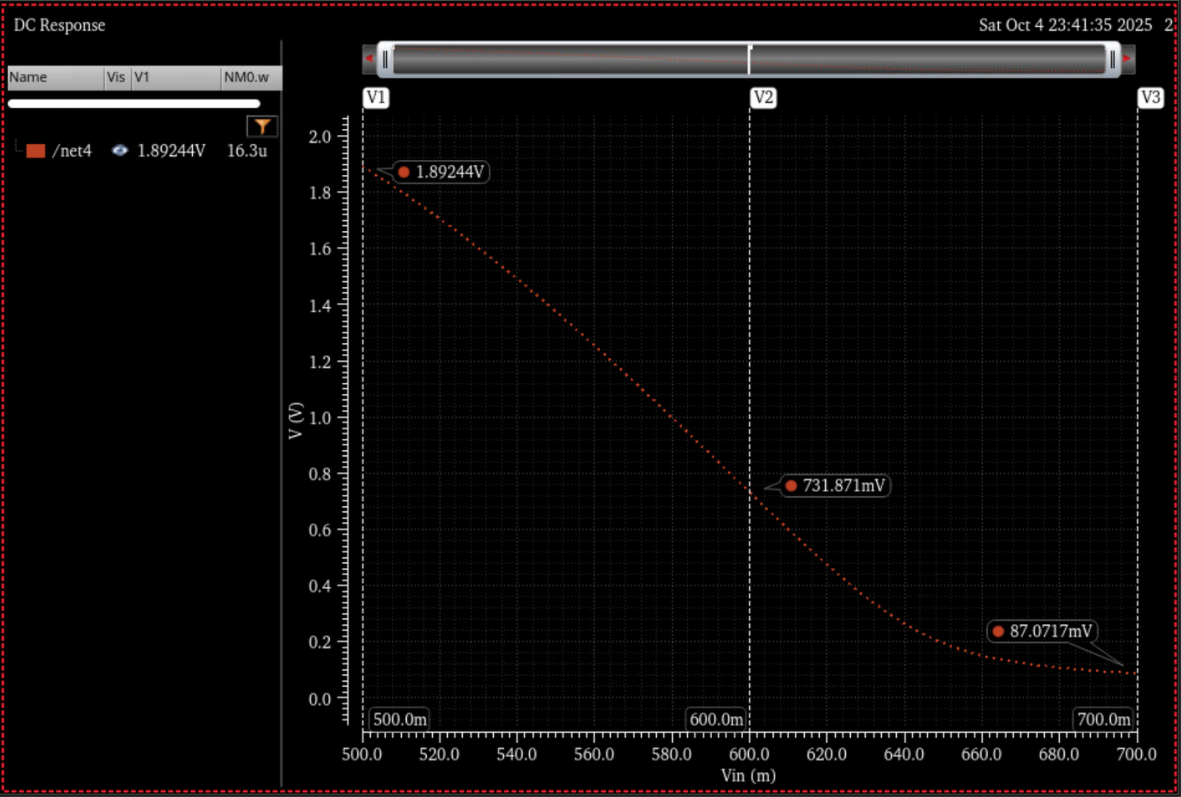 DC Response
Sat Oct 4 23:41:35 2025 2
Name Vis V1 NM0.w
/net4 1.89244V 16.3u
V1 V2 V3
2.0
1.89244V
1.8
1.6
1.4
1.2
1.0
V (V)
0.8
731.871mV
0.6
0.4
87.0717mV
0.2
0.0
500.0m 600.0m 700.0m
500.0 520.0 540.0 560.0 580.0 600.0 620.0 640.0 660.0 680.0 700.0
Vin (m)